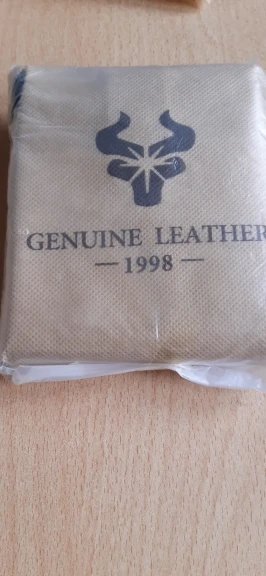 GENUINE LEATHER
— 1998 —